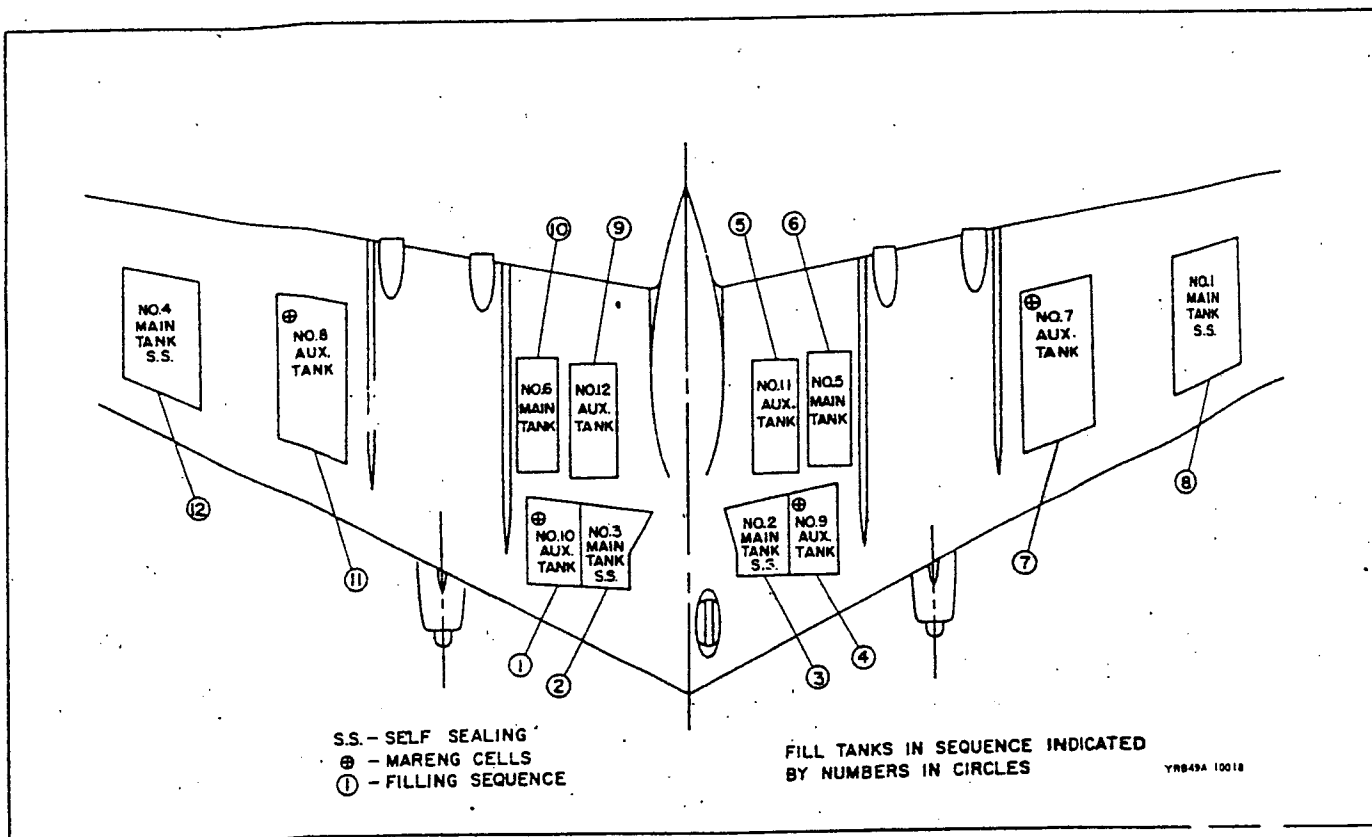 ⑩
⑨
⑤
⑥
NO.4
MAIN
TANK
S.S.
NO.8
AUX.
TANK
NO.6
MAIN
TANK
NO.12
AUX.
TANK
NO.11
AUX.
TANK
NO.5
MAIN
TANK
NO.7
AUX.
TANK
NO.1
MAIN
TANK
S.S.
NO.10
AUX.
TANK
NO.3
MAIN
TANK
S.S.
NO.2
MAIN
TANK
S.S.
NO.9
AUX.
TANK
⑫
⑪
①
②
③
④
⑦
⑧
S.S. - SELF SEALING
⊕ - MARENG CELLS
① - FILLING SEQUENCE
FILL TANKS IN SEQUENCE INDICATED
BY NUMBERS IN CIRCLES
YRB49A 10018